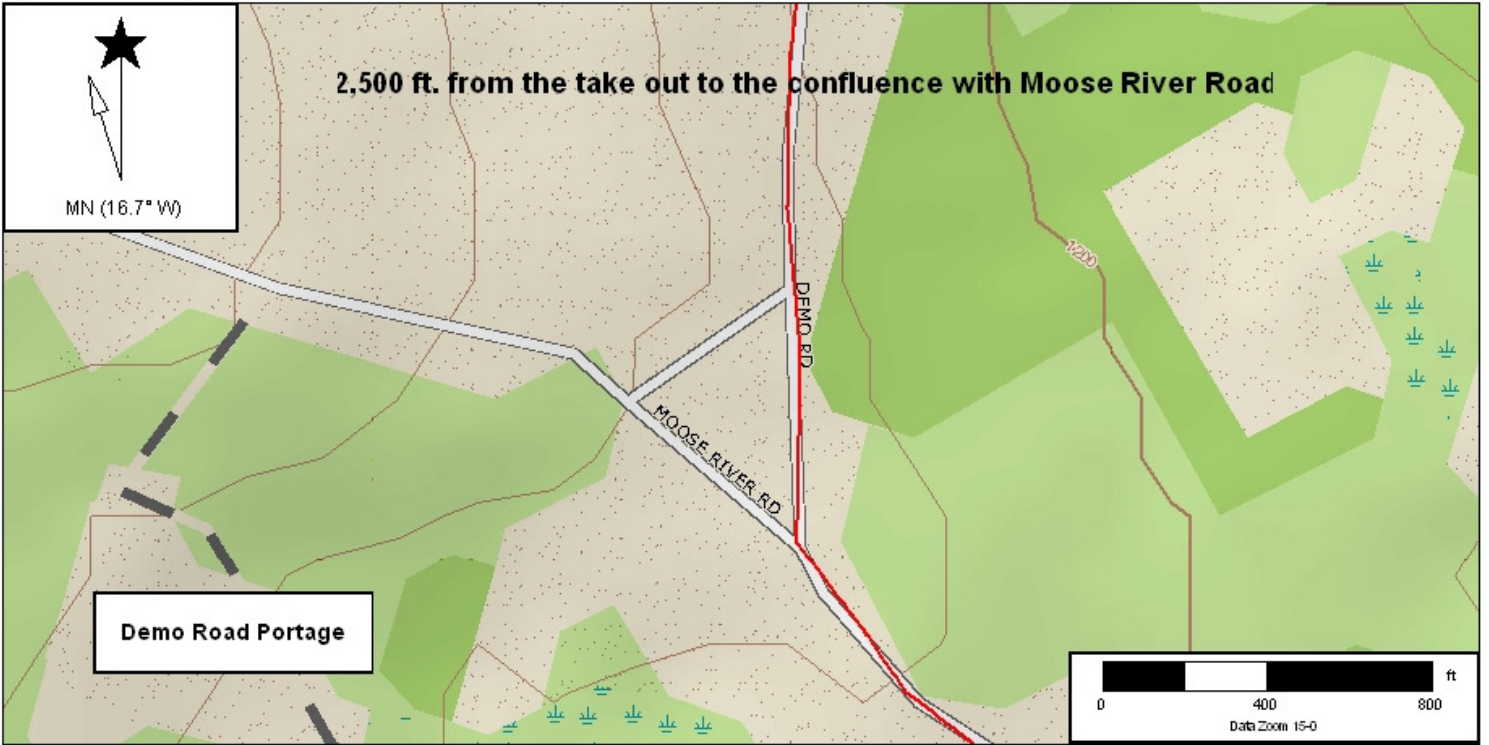 2,500 ft. from the take out to the confluence with Moose River Road
MN (16.7° W)
1200
DEMO RD
MOOSE RIVER RD
Demo Road Portage
ft
0 400 800
Data Zoom 15-0